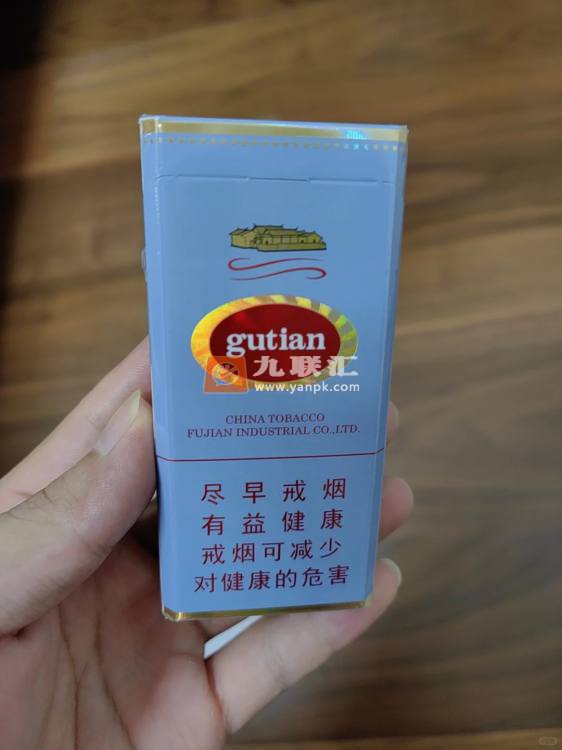 gutian
九联汇
www.yanpk.com
CHINA TOBACCO
FUJIAN INDUSTRIAL CO.,LTD.
尽早戒烟
有益健康
戒烟可减少
对健康的危害